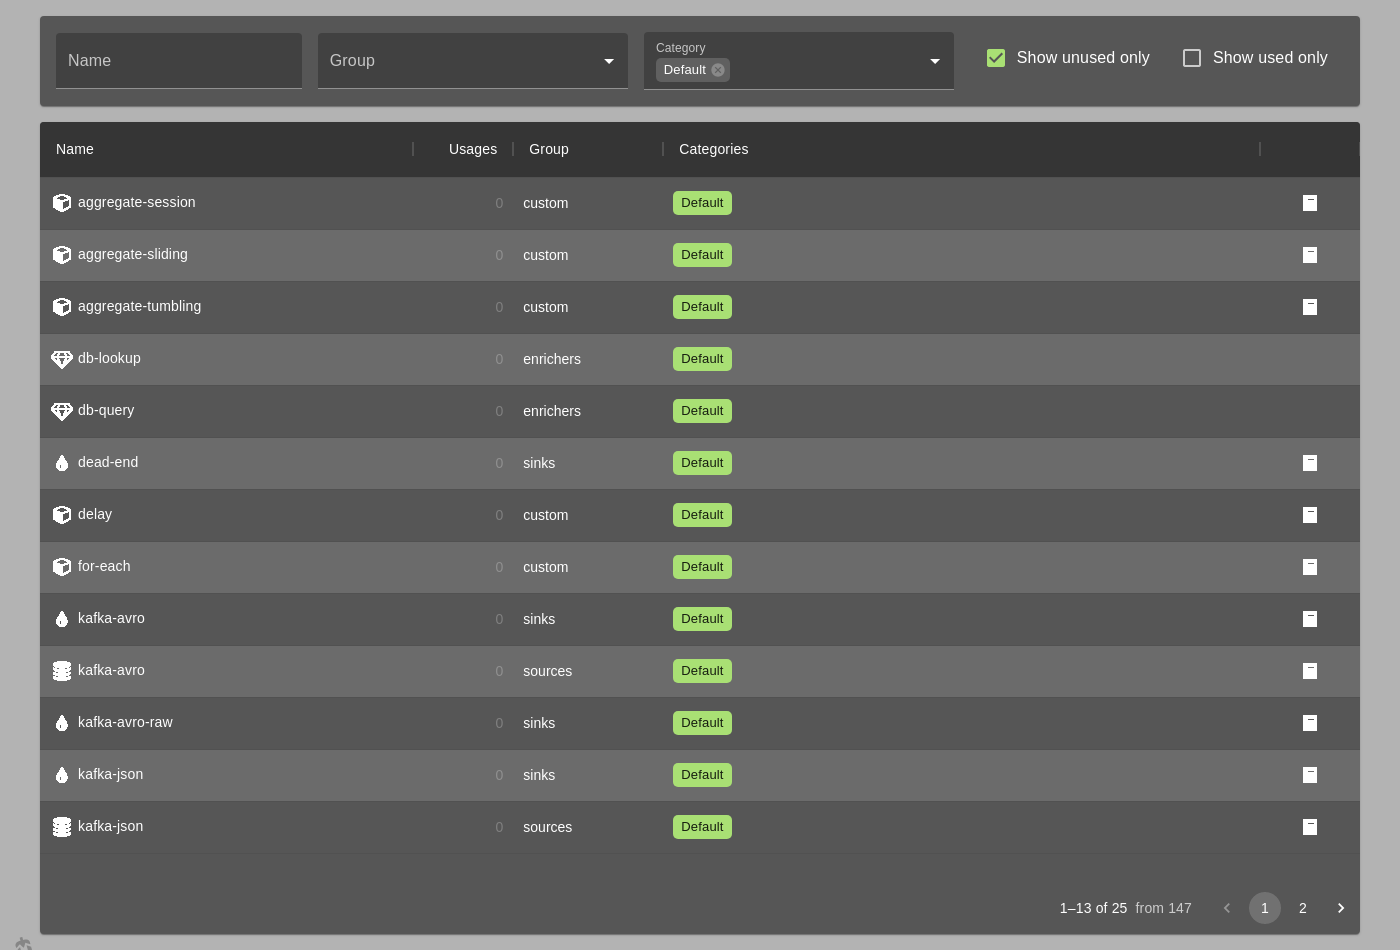 Name
Group
Category
Default
Show unused only
Show used only
Name Usages Group Categories
aggregate-session 0 custom Default
aggregate-sliding 0 custom Default
aggregate-tumbling 0 custom Default
db-lookup 0 enrichers Default
db-query 0 enrichers Default
dead-end 0 sinks Default
delay 0 custom Default
for-each 0 custom Default
kafka-avro 0 sinks Default
kafka-avro 0 sources Default
kafka-avro-raw 0 sinks Default
kafka-json 0 sinks Default
kafka-json 0 sources Default
1–13 of 25 from 147 1 2